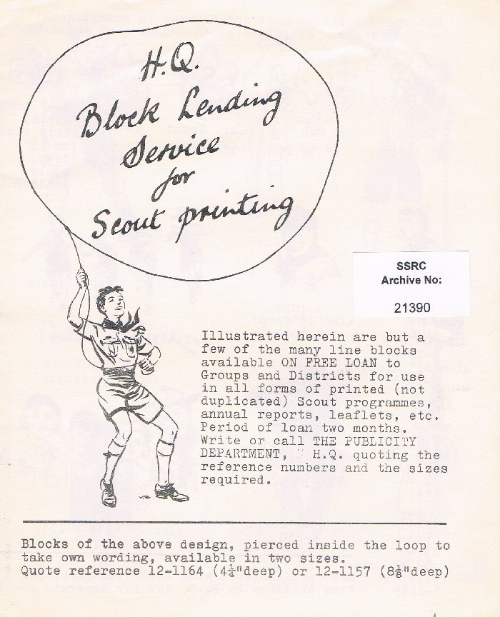 H.Q.
Block Lending
Service
for
Scout printing
SSRC
Archive No:
21390
Illustrated herein are but a
few of the many line blocks
available ON FREE LOAN to
Groups and Districts for use
in all forms of printed (not
duplicated) Scout programmes,
annual reports, leaflets, etc.
Period of loan two months.
Write or call THE PUBLICITY
DEPARTMENT, H.Q. quoting the
reference numbers and the sizes
required.
Blocks of the above design, pierced inside the loop to
take own wording, available in two sizes.
Quote reference 12-1164 (4¼"deep) or 12-1157 (8⅛"deep)